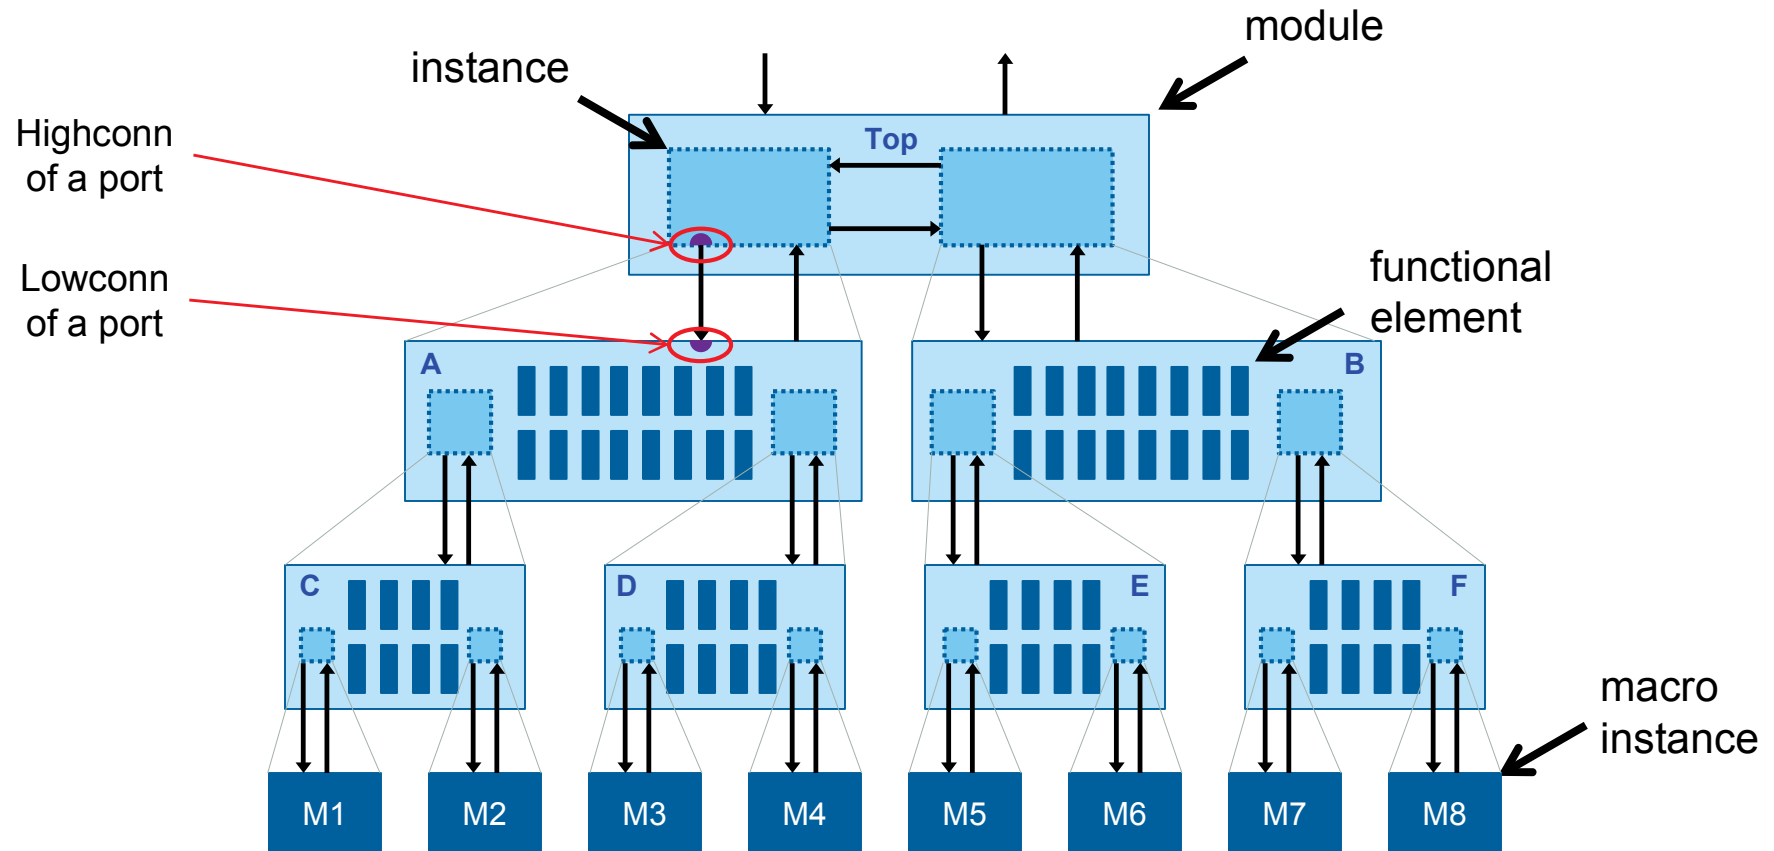 module
instance
Highconn
of a port
Top
Lowconn
of a port
functional
element
A
B
C
D
E
F
macro
instance
M1
M2
M3
M4
M5
M6
M7
M8